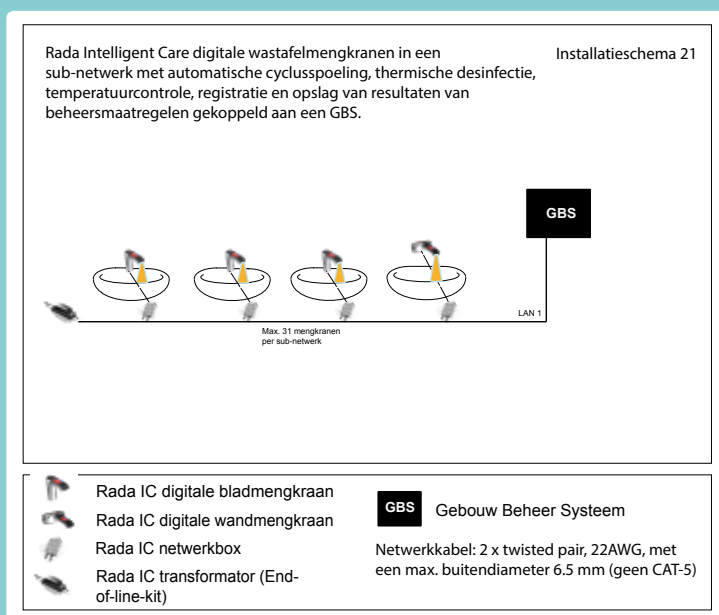 Rada Intelligent Care digitale wastafelmengkranen in een
sub-netwerk met automatische cyclusspoeling, thermische desinfectie,
temperatuurcontrole, registratie en opslag van resultaten van
beheersmaatregelen gekoppeld aan een GBS.
Installatieschema 21
GBS
LAN 1
Max. 31 mengkranen
per sub-netwerk
Rada IC digitale bladmengkraan
Rada IC digitale wandmengkraan
Rada IC netwerkbox
Rada IC transformator (End-
of-line-kit)
GBS
Gebouw Beheer Systeem
Netwerkkabel: 2 x twisted pair, 22AWG, met
een max. buitendiameter 6.5 mm (geen CAT-5)